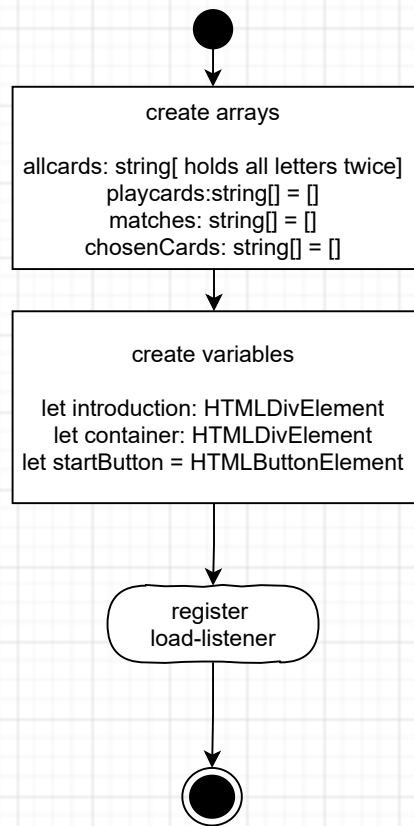 create arrays
allcards: string[ holds all letters twice]
playcards:string[] = []
matches: string[] = []
chosenCards: string[] = []
create variables
let introduction: HTMLDivElement
let container: HTMLDivElement
let startButton = HTMLButtonElement
register
load-listener